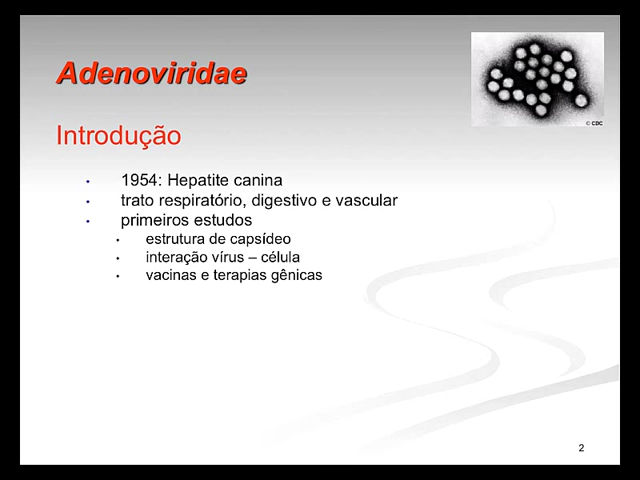 Adenoviridae
© CDC
Introdução
• 1954: Hepatite canina
• trato respiratório, digestivo e vascular
• primeiros estudos
• estrutura de capsídeo
• interação vírus – célula
• vacinas e terapias gênicas
2